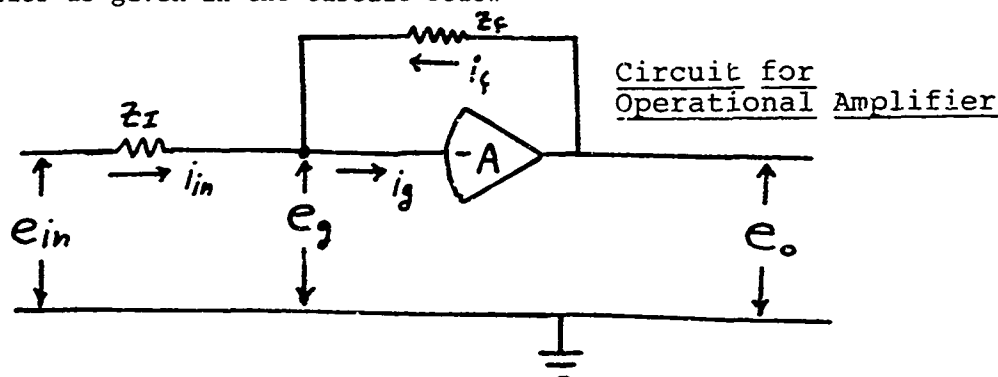 Z_f
i_f
Circuit for
Operational Amplifier
Z_I
i_in
i_g
-A
e_in
e_g
e_o